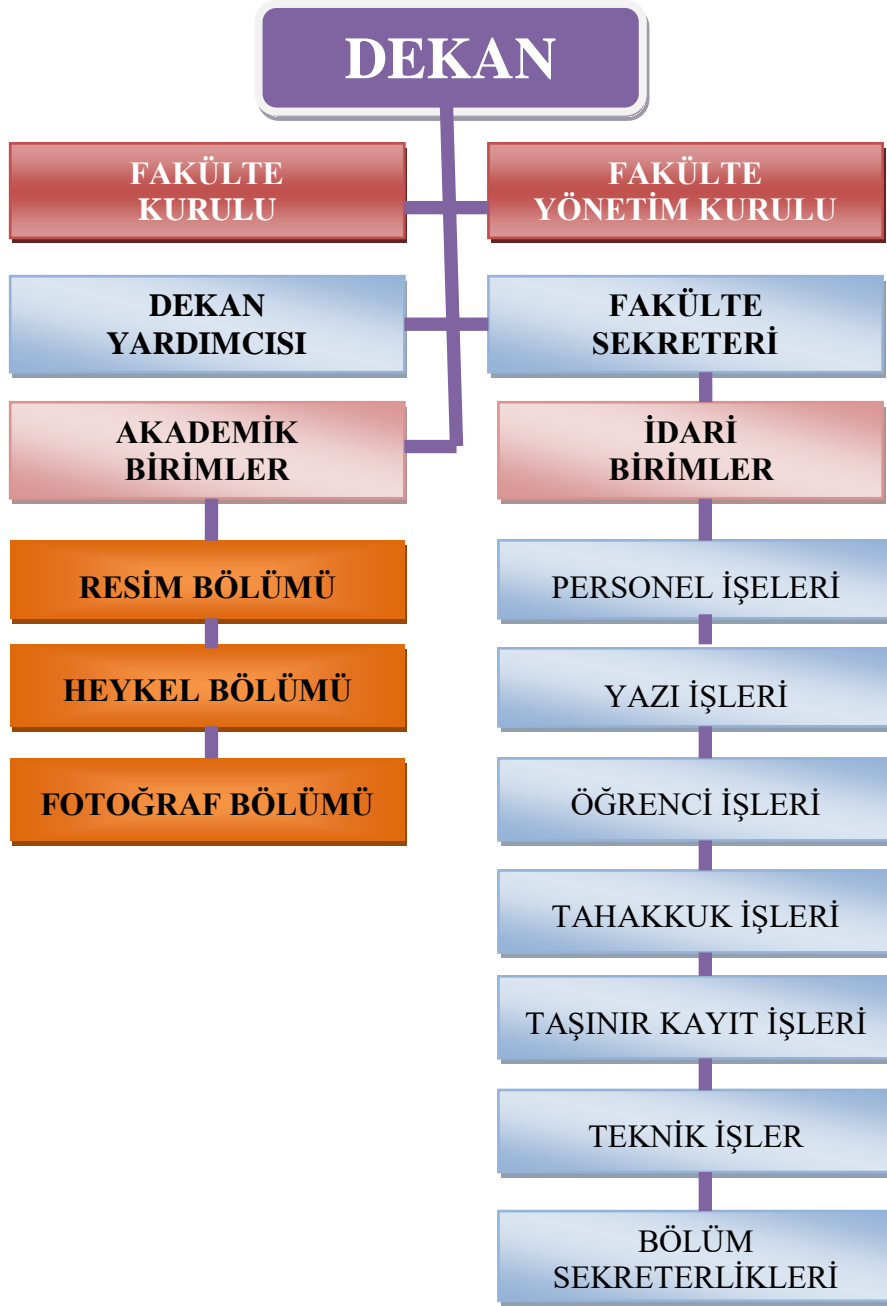 DEKAN
FAKÜLTE
KURULU
FAKÜLTE
YÖNETİM KURULU
DEKAN
YARDIMCISI
FAKÜLTE
SEKRETERİ
AKADEMİK
BİRİMLER
İDARİ
BİRİMLER
RESİM BÖLÜMÜ
HEYKEL BÖLÜMÜ
FOTOĞRAF BÖLÜMÜ
PERSONEL İŞELERİ
YAZI İŞLERİ
ÖĞRENCİ İŞLERİ
TAHAKKUK İŞLERİ
TAŞINIR KAYIT İŞLERİ
TEKNİK İŞLER
BÖLÜM
SEKRETERLİKLERİ